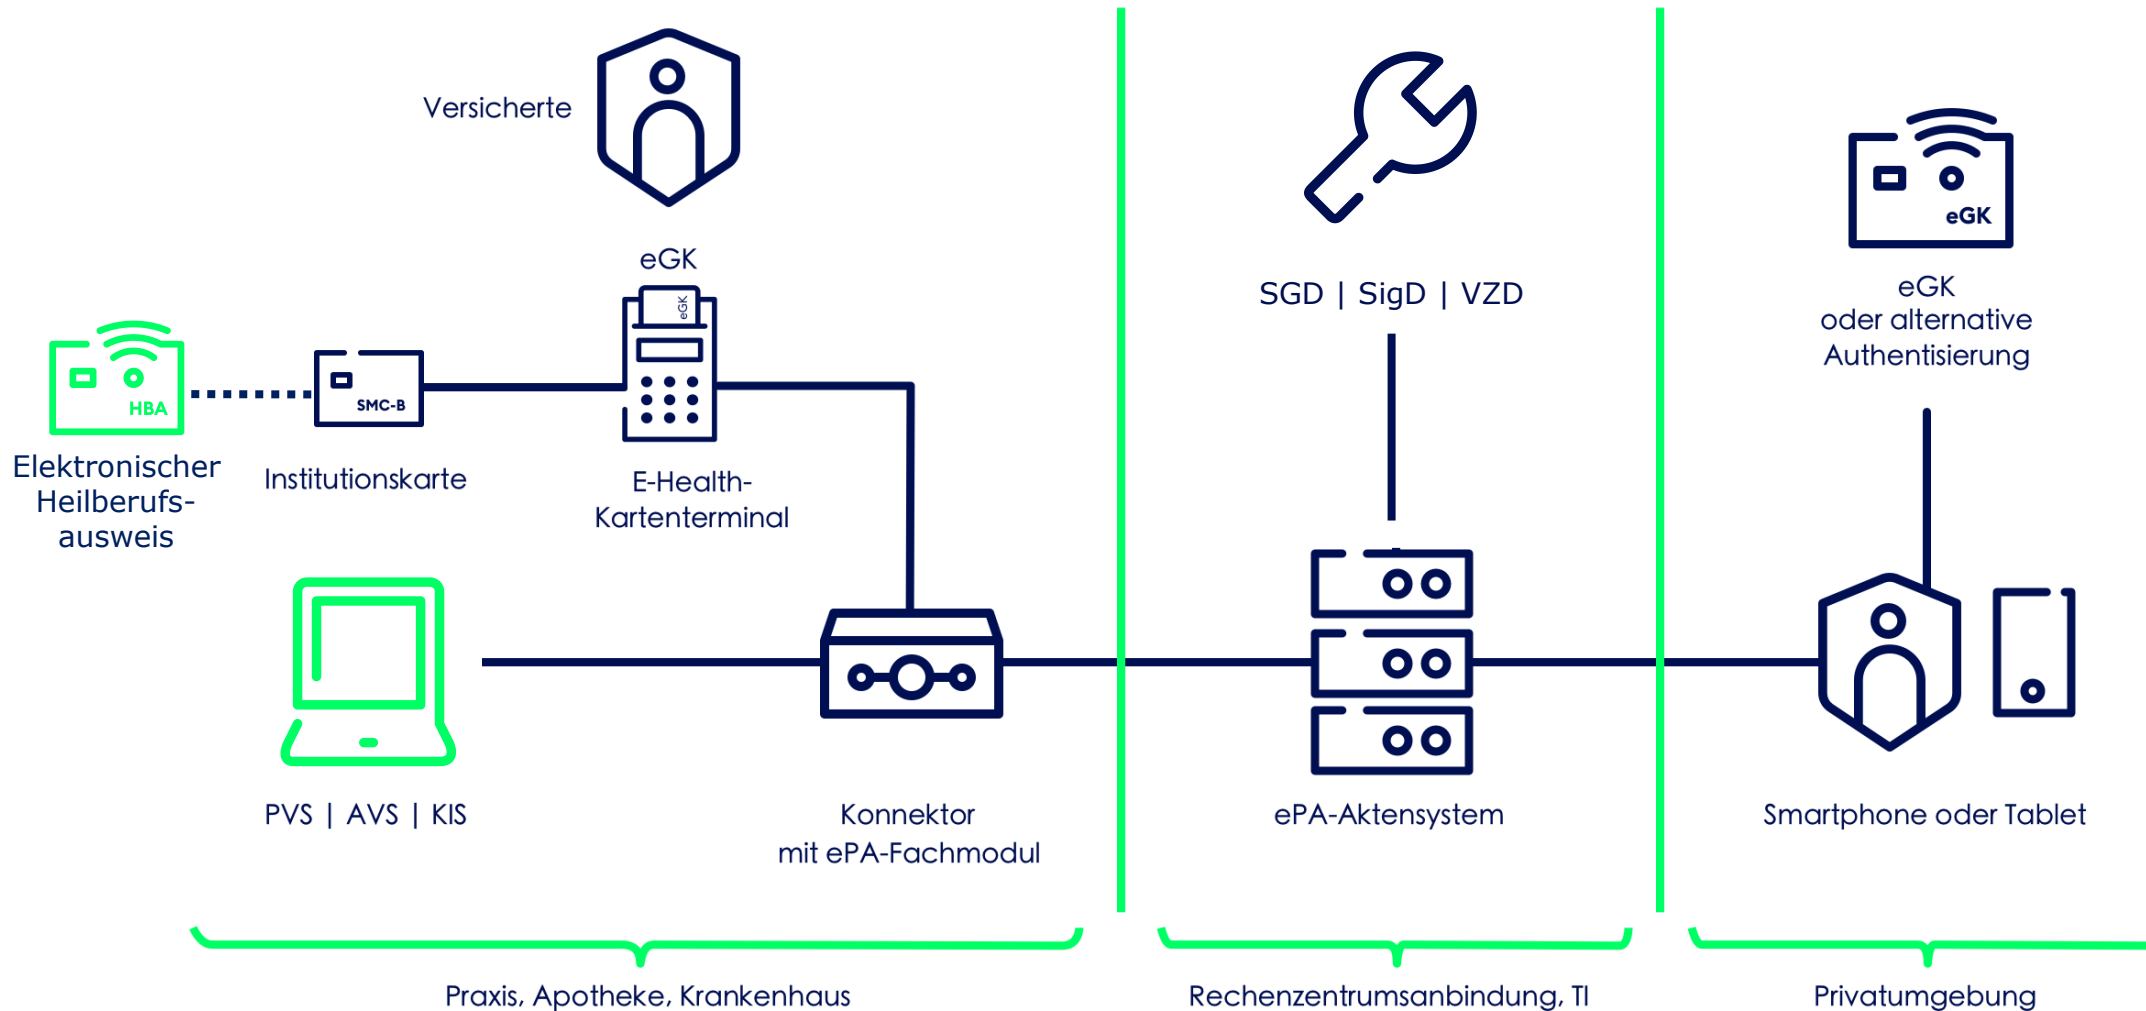 Versicherte
eGK
eGK
HBA
Elektronischer
Heilberufs-
ausweis
SMC-B
Institutionskarte
E-Health-
Kartenterminal
PVS | AVS | KIS
Konnektor
mit ePA-Fachmodul
Praxis, Apotheke, Krankenhaus
SGD | SigD | VZD
ePA-Aktensystem
Rechenzentrumsanbindung, TI
eGK
eGK
oder alternative
Authentisierung
Smartphone oder Tablet
Privatumgebung